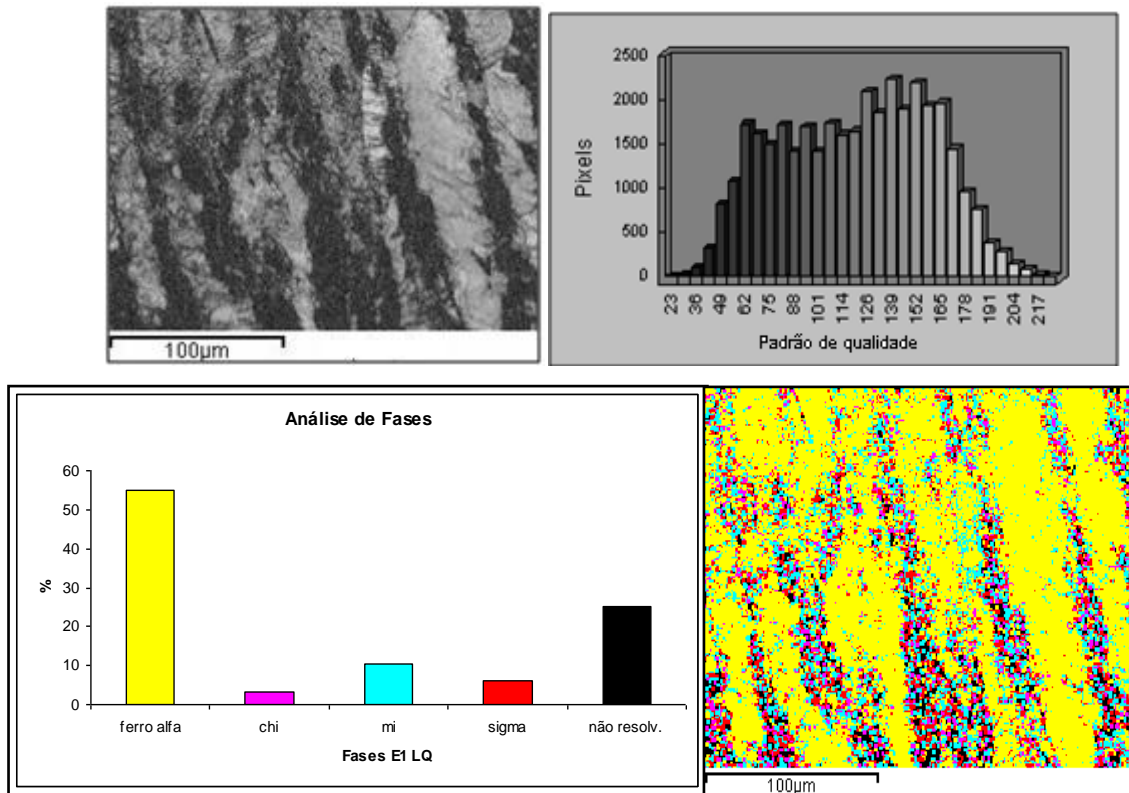 100µm
2500
2000
1500
1000
500
0
Pixels
23 36 49 62 75 88 101 114 126 139 152 165 178 191 204 217
Padrão de qualidade
Análise de Fases
60
50
40
30
20
10
0
%
ferro alfa chi mi sigma não resolv.
Fases E1 LQ
100µm